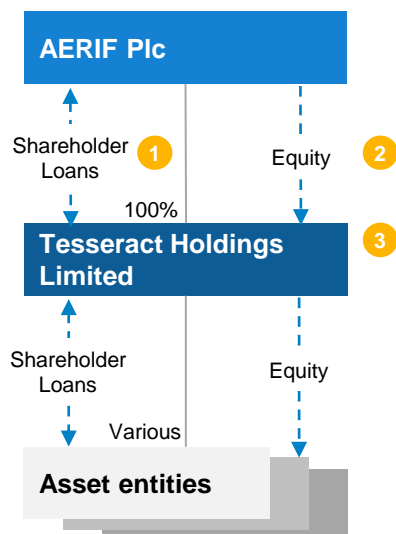 AERIF Plc
Shareholder
Loans
1
Equity
2
100%
Tesseract Holdings
Limited
3
Shareholder
Loans
Equity
Various
Asset entities